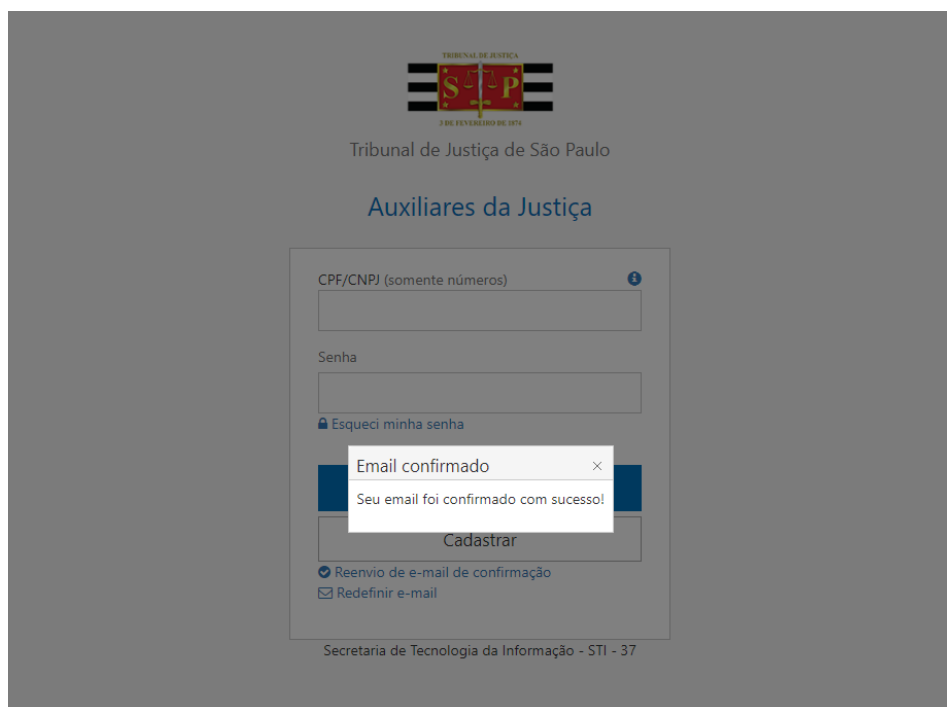 TRIBUNAL DE JUSTIÇA
S P
3 DE FEVEREIRO DE 1874
Tribunal de Justiça de São Paulo
Auxiliares da Justiça
CPF/CNPJ (somente números)
Senha
Esqueci minha senha
Email confirmado
Seu email foi confirmado com sucesso!
Cadastrar
Reenvio de e-mail de confirmação
Redefinir e-mail
Secretaria de Tecnologia da Informação - STI - 37